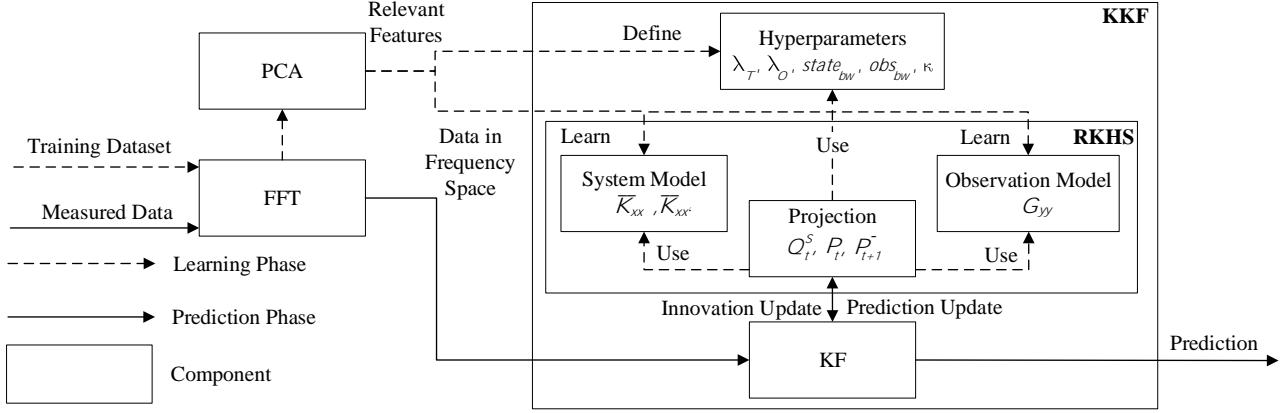 Relevant
Features
KKF
PCA
Define
Hyperparameters
λ_T, λ_O, state_bw, obs_bw, κ
Training Dataset
FFT
Data in
Frequency
Space
Learn
Use
Learn
RKHS
System Model
K̅_xx , K̅_xx'
Observation Model
G_yy
Measured Data
Projection
Q_t^S, P_t, P_{t+1}^-
Use
Use
Learning Phase
Innovation Update
Prediction Update
Prediction Phase
KF
Prediction
Component